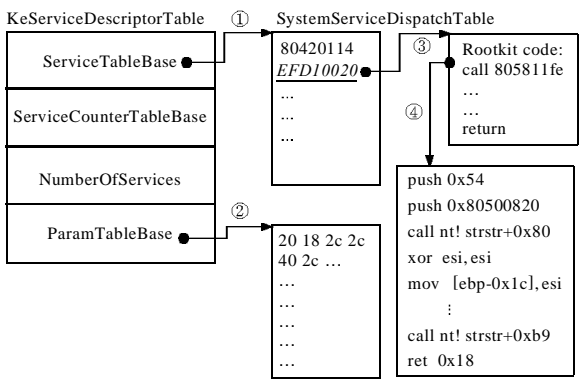 KeServiceDescriptorTable
①
SystemServiceDispatchTable
ServiceTableBase
ServiceCounterTableBase
NumberOfServices
ParamTableBase
80420114
EFD10020
...
...
...
③
Rootkit code:
call 805811fe
...
...
return
④
②
20 18 2c 2c
40 2c ...
...
...
...
...
...
push 0x54
push 0x80500820
call nt! strstr+0x80
xor esi,esi
mov [ebp-0x1c],esi
⋮
call nt! strstr+0xb9
ret 0x18